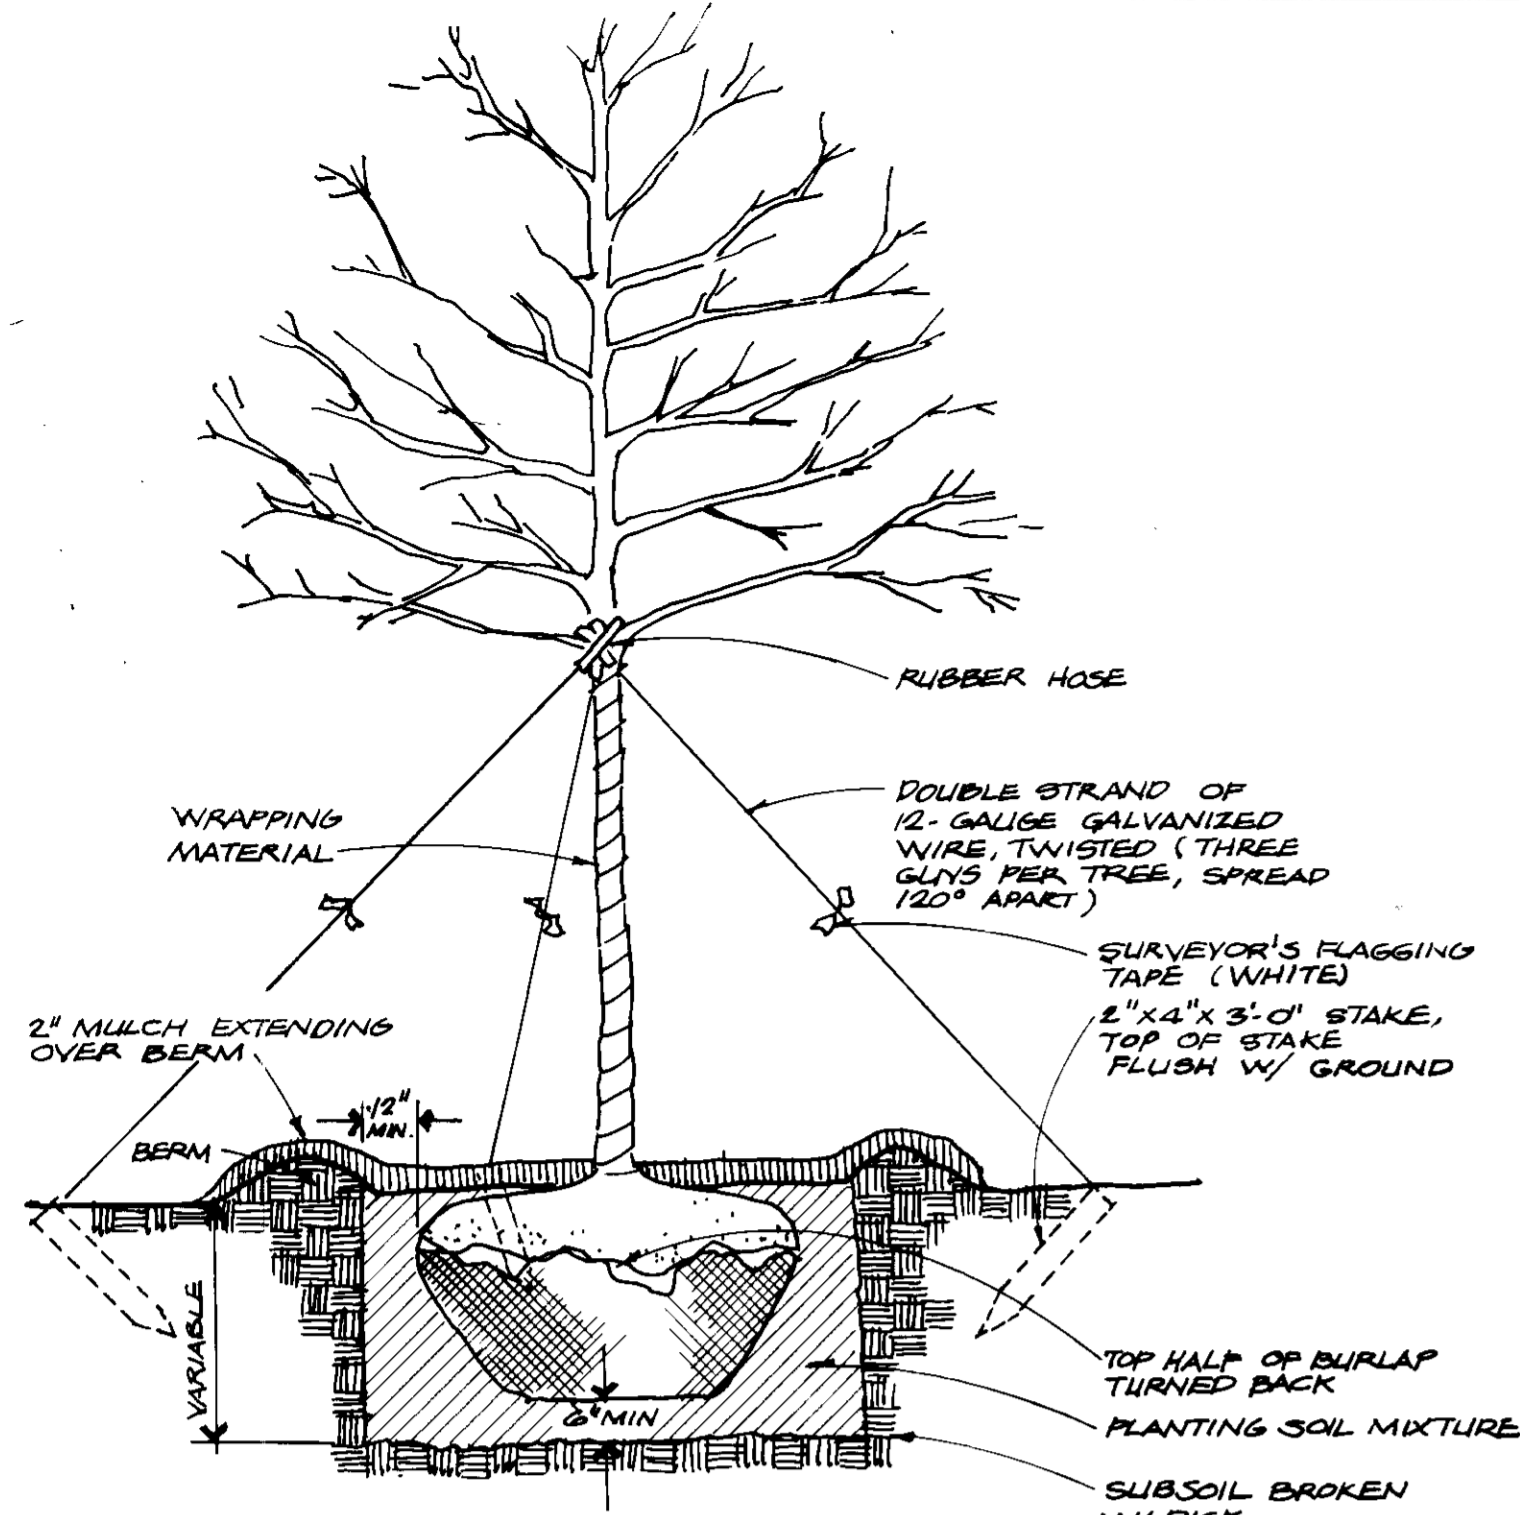 RUBBER HOSE
DOUBLE STRAND OF
12-GAUGE GALVANIZED
WIRE, TWISTED (THREE
GUYS PER TREE, SPREAD
120° APART)
WRAPPING
MATERIAL
SURVEYOR'S FLAGGING
TAPE (WHITE)
2"x4"x 3'-0" STAKE,
TOP OF STAKE
FLUSH W/ GROUND
2" MULCH EXTENDING
OVER BERM
12"
MIN.
BERM
VARIABLE
6" MIN
TOP HALF OF BURLAP
TURNED BACK
PLANTING SOIL MIXTURE
SUBSOIL BROKEN